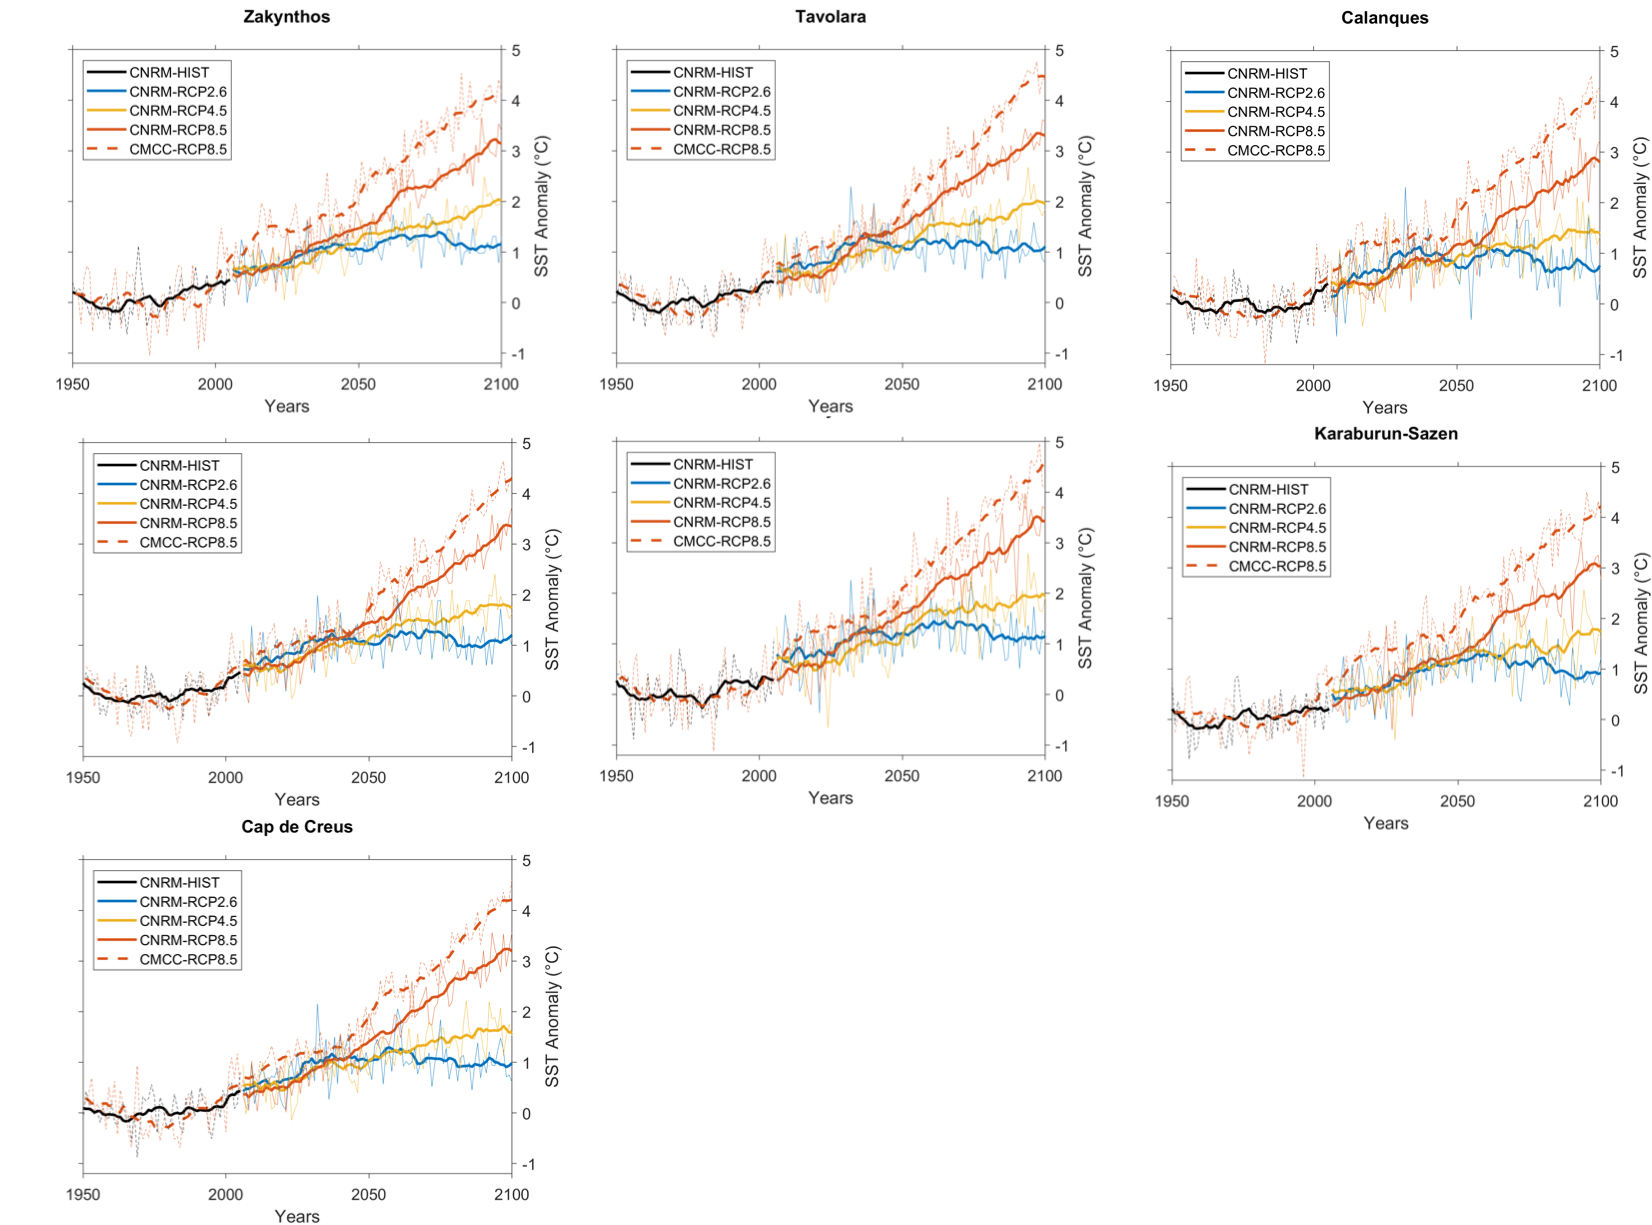 Zakynthos
5
CNRM-HIST
CNRM-RCP2.6
CNRM-RCP4.5
CNRM-RCP8.5
CMCC-RCP8.5
4
3
2
1
0
-1
SST Anomaly (°C)
1950 2000 2050 2100
Years
Tavolara
5
CNRM-HIST
CNRM-RCP2.6
CNRM-RCP4.5
CNRM-RCP8.5
CMCC-RCP8.5
4
3
2
1
0
-1
SST Anomaly (°C)
1950 2000 2050 2100
Years
Calanques
5
CNRM-HIST
CNRM-RCP2.6
CNRM-RCP4.5
CNRM-RCP8.5
CMCC-RCP8.5
4
3
2
1
0
-1
SST Anomaly (°C)
1950 2000 2050 2100
Years
5
CNRM-HIST
CNRM-RCP2.6
CNRM-RCP4.5
CNRM-RCP8.5
CMCC-RCP8.5
4
3
2
1
0
-1
SST Anomaly (°C)
1950 2000 2050 2100
Years
5
CNRM-HIST
CNRM-RCP2.6
CNRM-RCP4.5
CNRM-RCP8.5
CMCC-RCP8.5
4
3
2
1
0
-1
SST Anomaly (°C)
1950 2000 2050 2100
Years
Karaburun-Sazen
5
CNRM-HIST
CNRM-RCP2.6
CNRM-RCP4.5
CNRM-RCP8.5
CMCC-RCP8.5
4
3
2
1
0
-1
SST Anomaly (°C)
1950 2000 2050 2100
Years
Cap de Creus
5
CNRM-HIST
CNRM-RCP2.6
CNRM-RCP4.5
CNRM-RCP8.5
CMCC-RCP8.5
4
3
2
1
0
-1
SST Anomaly (°C)
1950 2000 2050 2100
Years